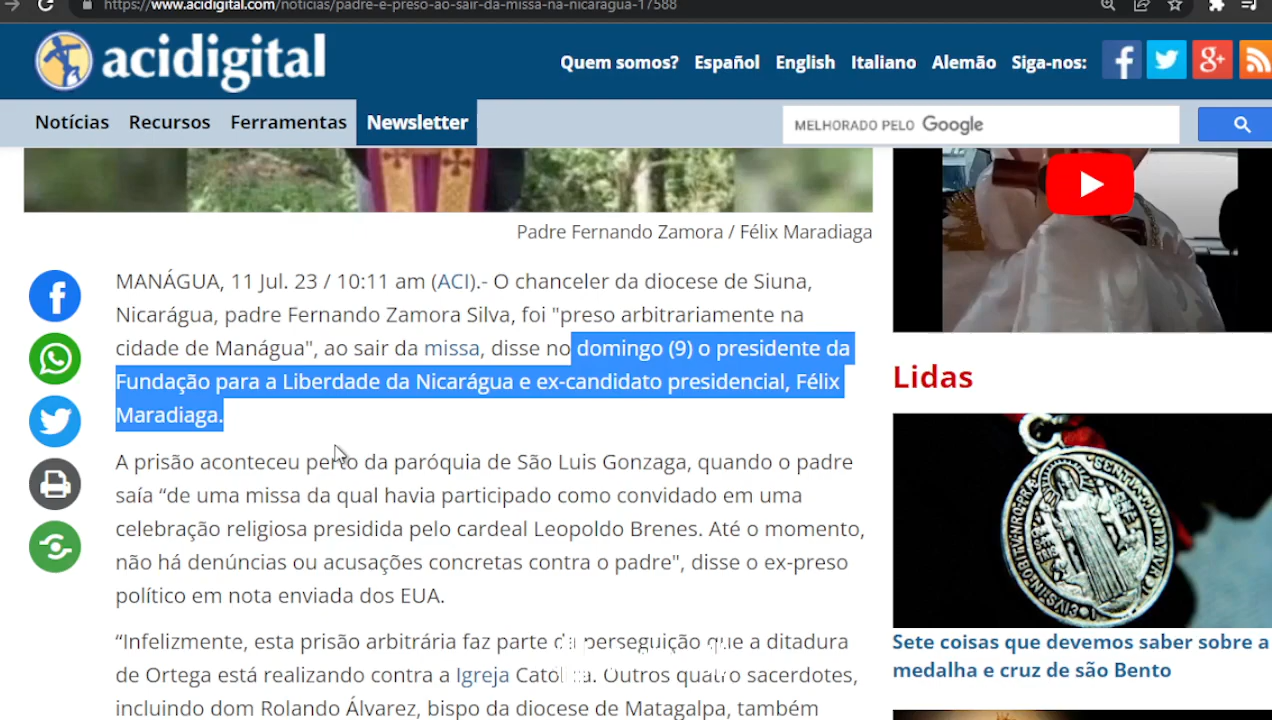 https://www.acidigital.com/noticias/padre-e-preso-ao-sair-da-missa-na-nicaragua-17588
acidigital
Quem somos? Español English Italiano Alemão Siga-nos:
Notícias Recursos Ferramentas Newsletter
MELHORADO PELO Google
Padre Fernando Zamora / Félix Maradiaga
MANÁGUA, 11 Jul. 23 / 10:11 am (ACI).- O chanceler da diocese de Siuna,
Nicarágua, padre Fernando Zamora Silva, foi "preso arbitrariamente na
cidade de Manágua", ao sair da missa, disse no domingo (9) o presidente da
Fundação para a Liberdade da Nicarágua e ex-candidato presidencial, Félix
Maradiaga.
A prisão aconteceu perto da paróquia de São Luis Gonzaga, quando o padre
saía “de uma missa da qual havia participado como convidado em uma
celebração religiosa presidida pelo cardeal Leopoldo Brenes. Até o momento,
não há denúncias ou acusações concretas contra o padre", disse o ex-preso
político em nota enviada dos EUA.
“Infelizmente, esta prisão arbitrária faz parte da perseguição que a ditadura
de Ortega está realizando contra a Igreja Católica. Outros quatro sacerdotes,
incluindo dom Rolando Álvarez, bispo da diocese de Matagalpa, também
Lidas
Sete coisas que devemos saber sobre a
medalha e cruz de são Bento